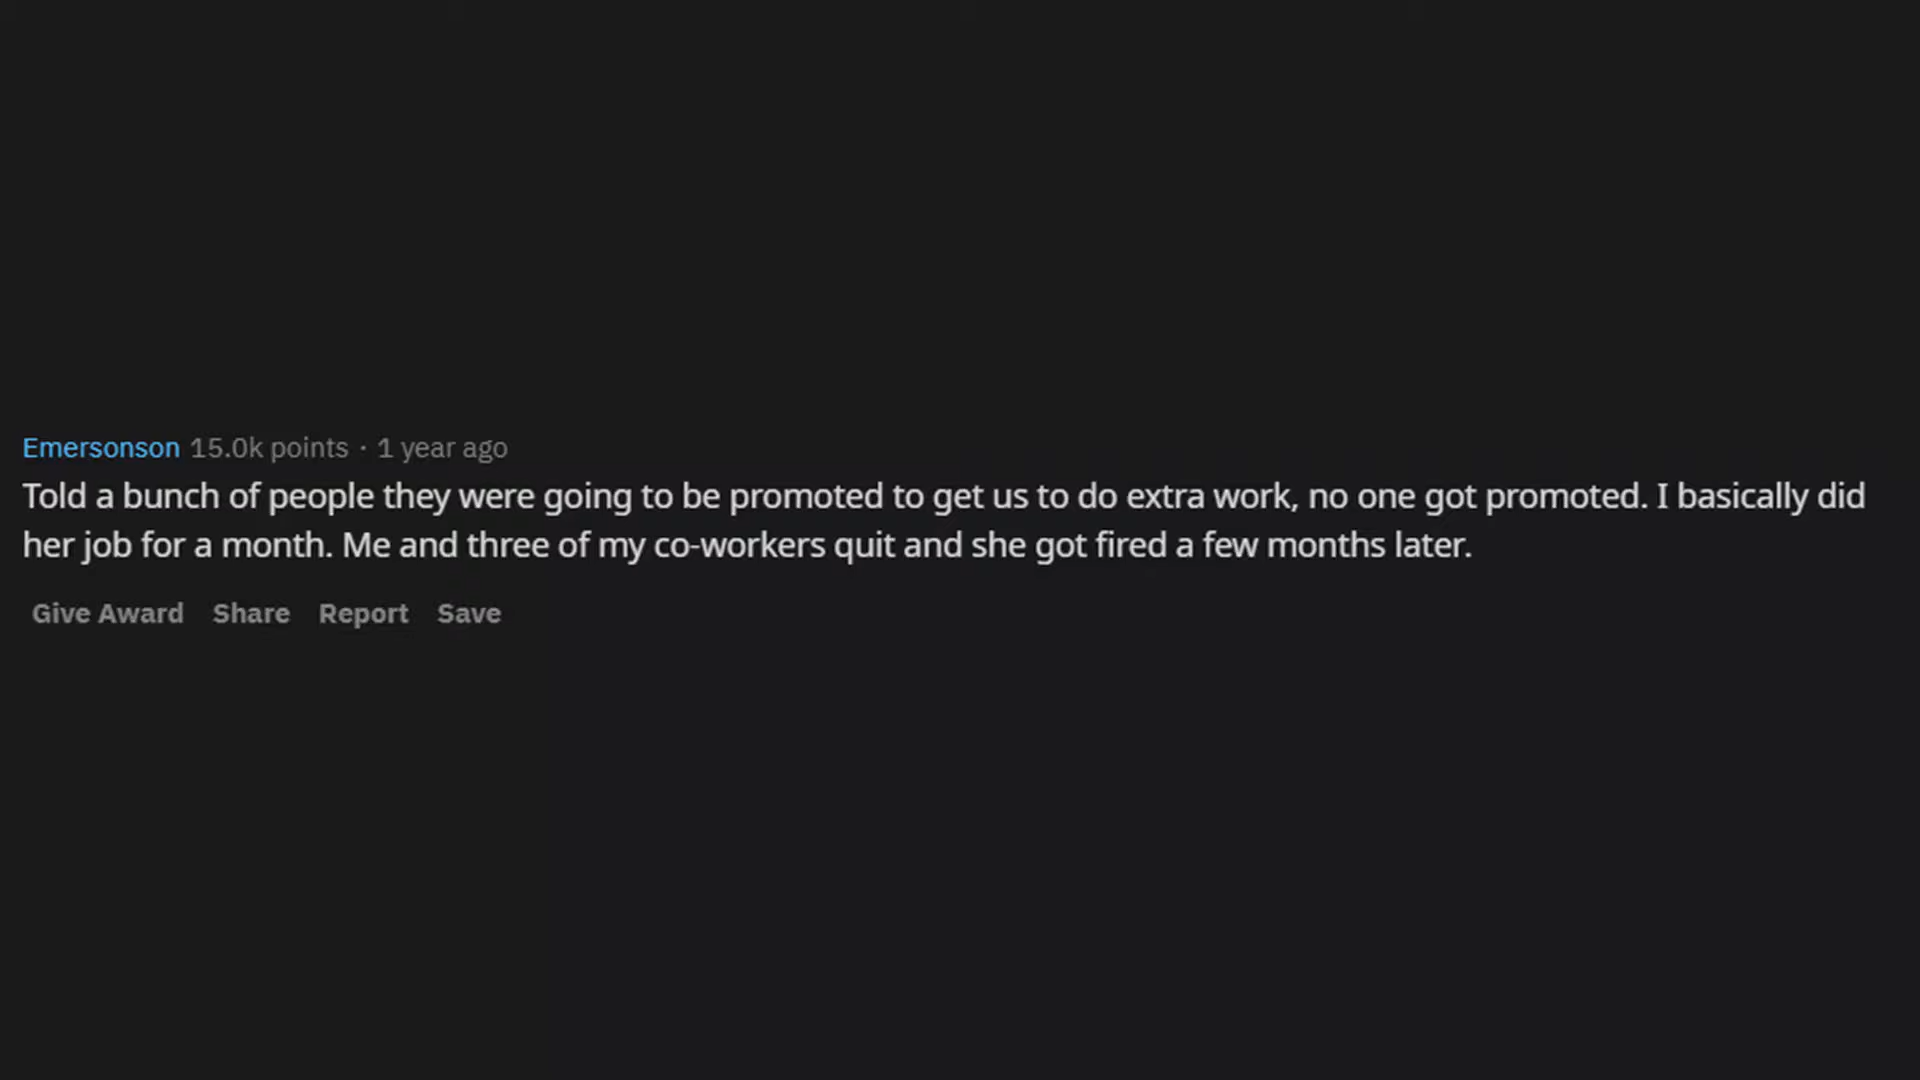 Emersonson 15.0k points · 1 year ago
Told a bunch of people they were going to be promoted to get us to do extra work, no one got promoted. I basically did
her job for a month. Me and three of my co-workers quit and she got fired a few months later.
Give Award Share Report Save